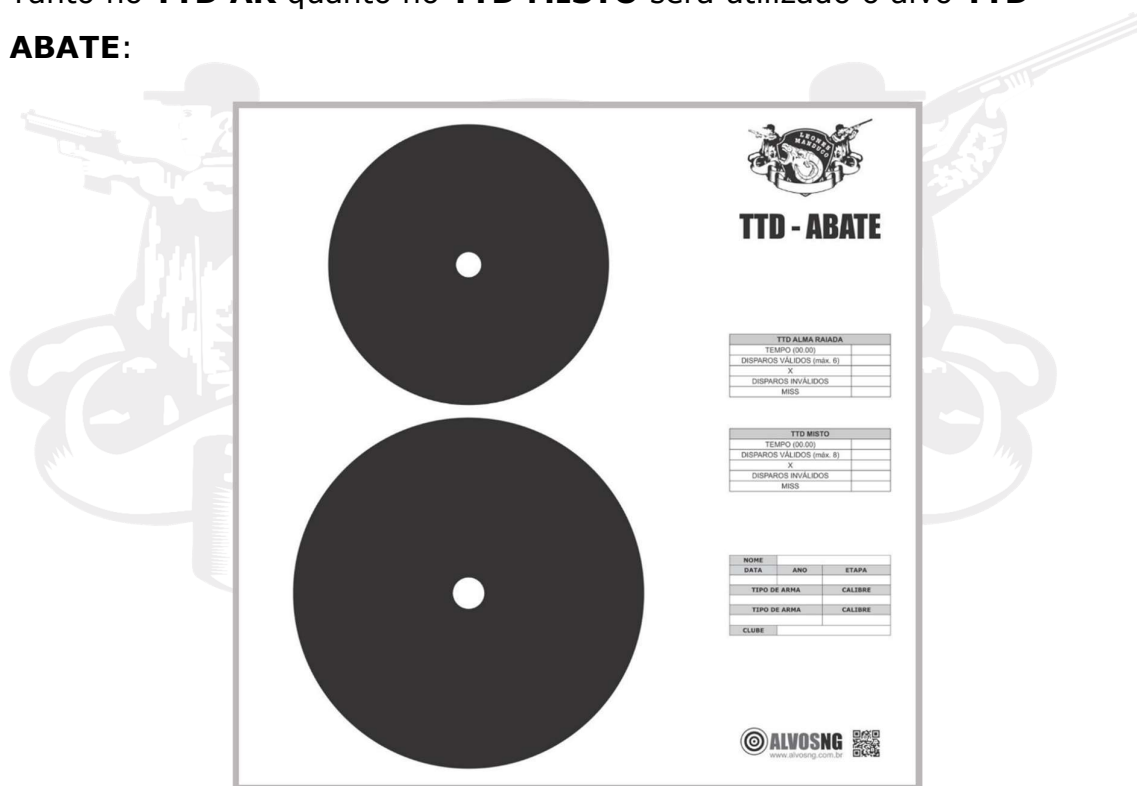 Tanto no TTD AR quanto no TTD MISTO será utilizado o alvo TTD
ABATE:
LEONES
MANDUCO
TTD - ABATE
TTD ALMA RAIADA
TEMPO (00.00)
DISPAROS VÁLIDOS (máx. 6)
X
DISPAROS INVÁLIDOS
MISS
TTD MISTO
TEMPO (00.00)
DISPAROS VÁLIDOS (máx. 8)
X
DISPAROS INVÁLIDOS
MISS
NOME
DATA ANO ETAPA
TIPO DE ARMA CALIBRE
TIPO DE ARMA CALIBRE
CLUBE
ALVOSNG
www.alvosng.com.br